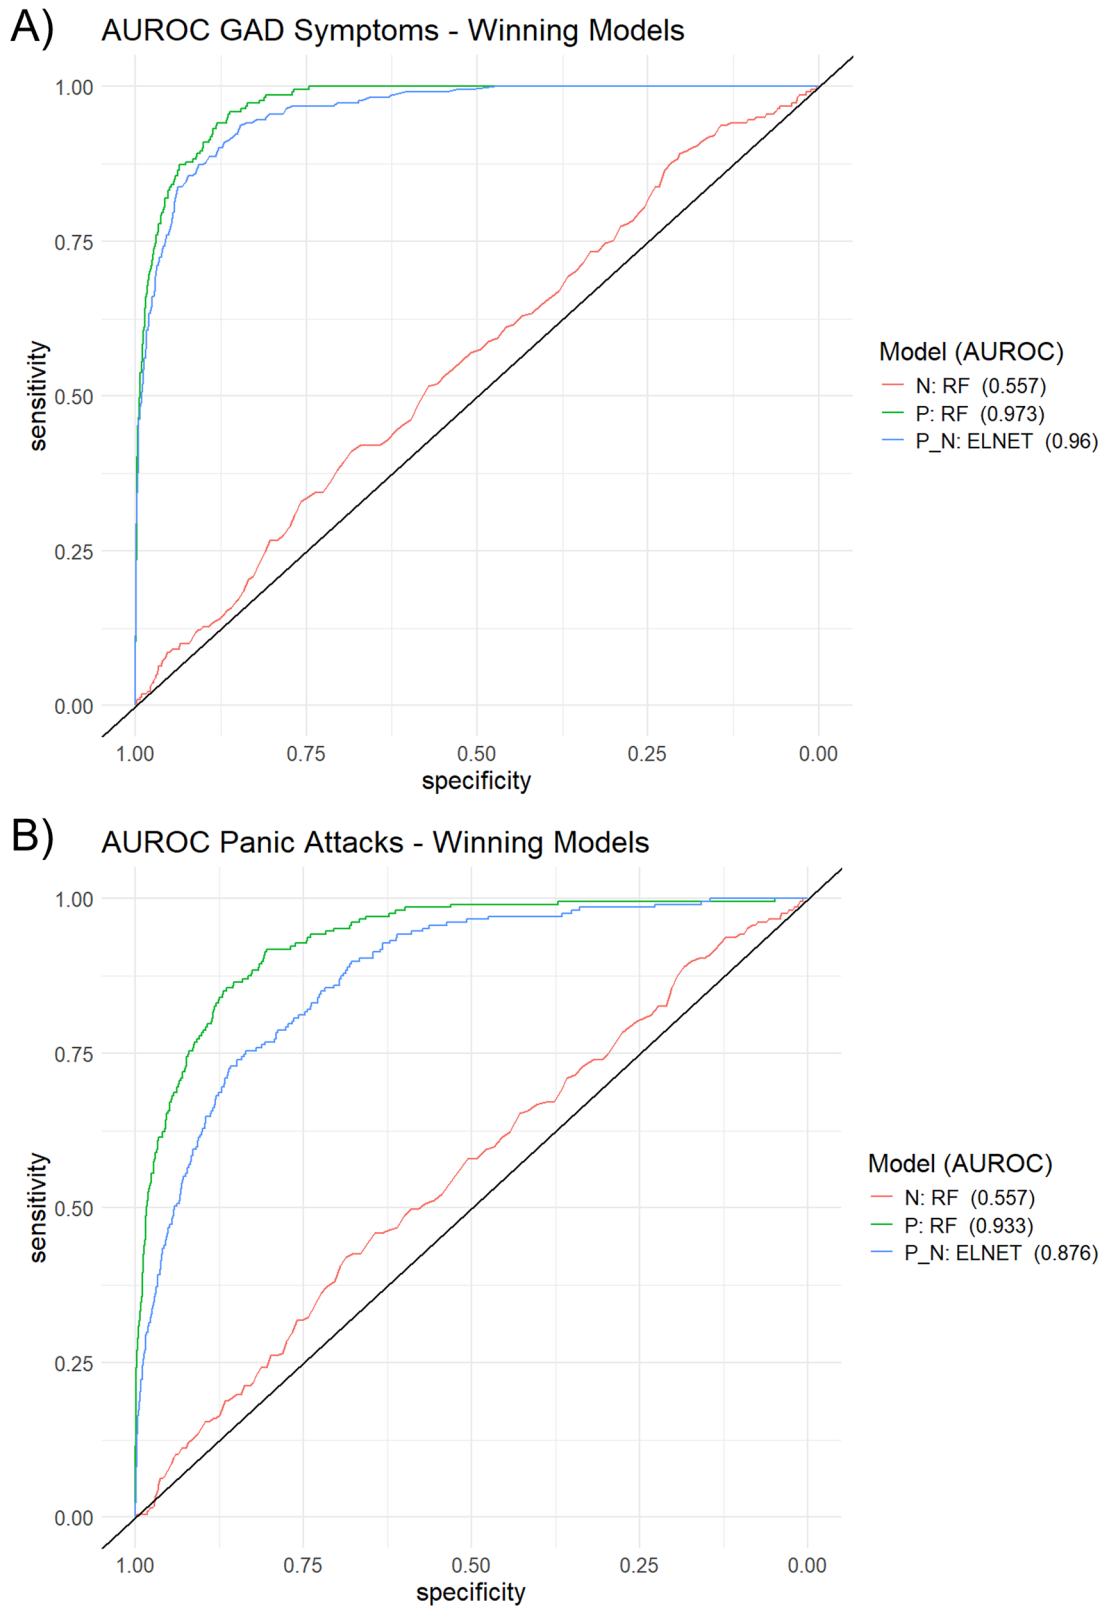 A)
AUROC GAD Symptoms - Winning Models
1.00
0.75
0.50
0.25
0.00
sensitivity
1.00 0.75 0.50 0.25 0.00
specificity
Model (AUROC)
N: RF (0.557)
P: RF (0.973)
P_N: ELNET (0.96)
B)
AUROC Panic Attacks - Winning Models
1.00
0.75
0.50
0.25
0.00
sensitivity
1.00 0.75 0.50 0.25 0.00
specificity
Model (AUROC)
N: RF (0.557)
P: RF (0.933)
P_N: ELNET (0.876)